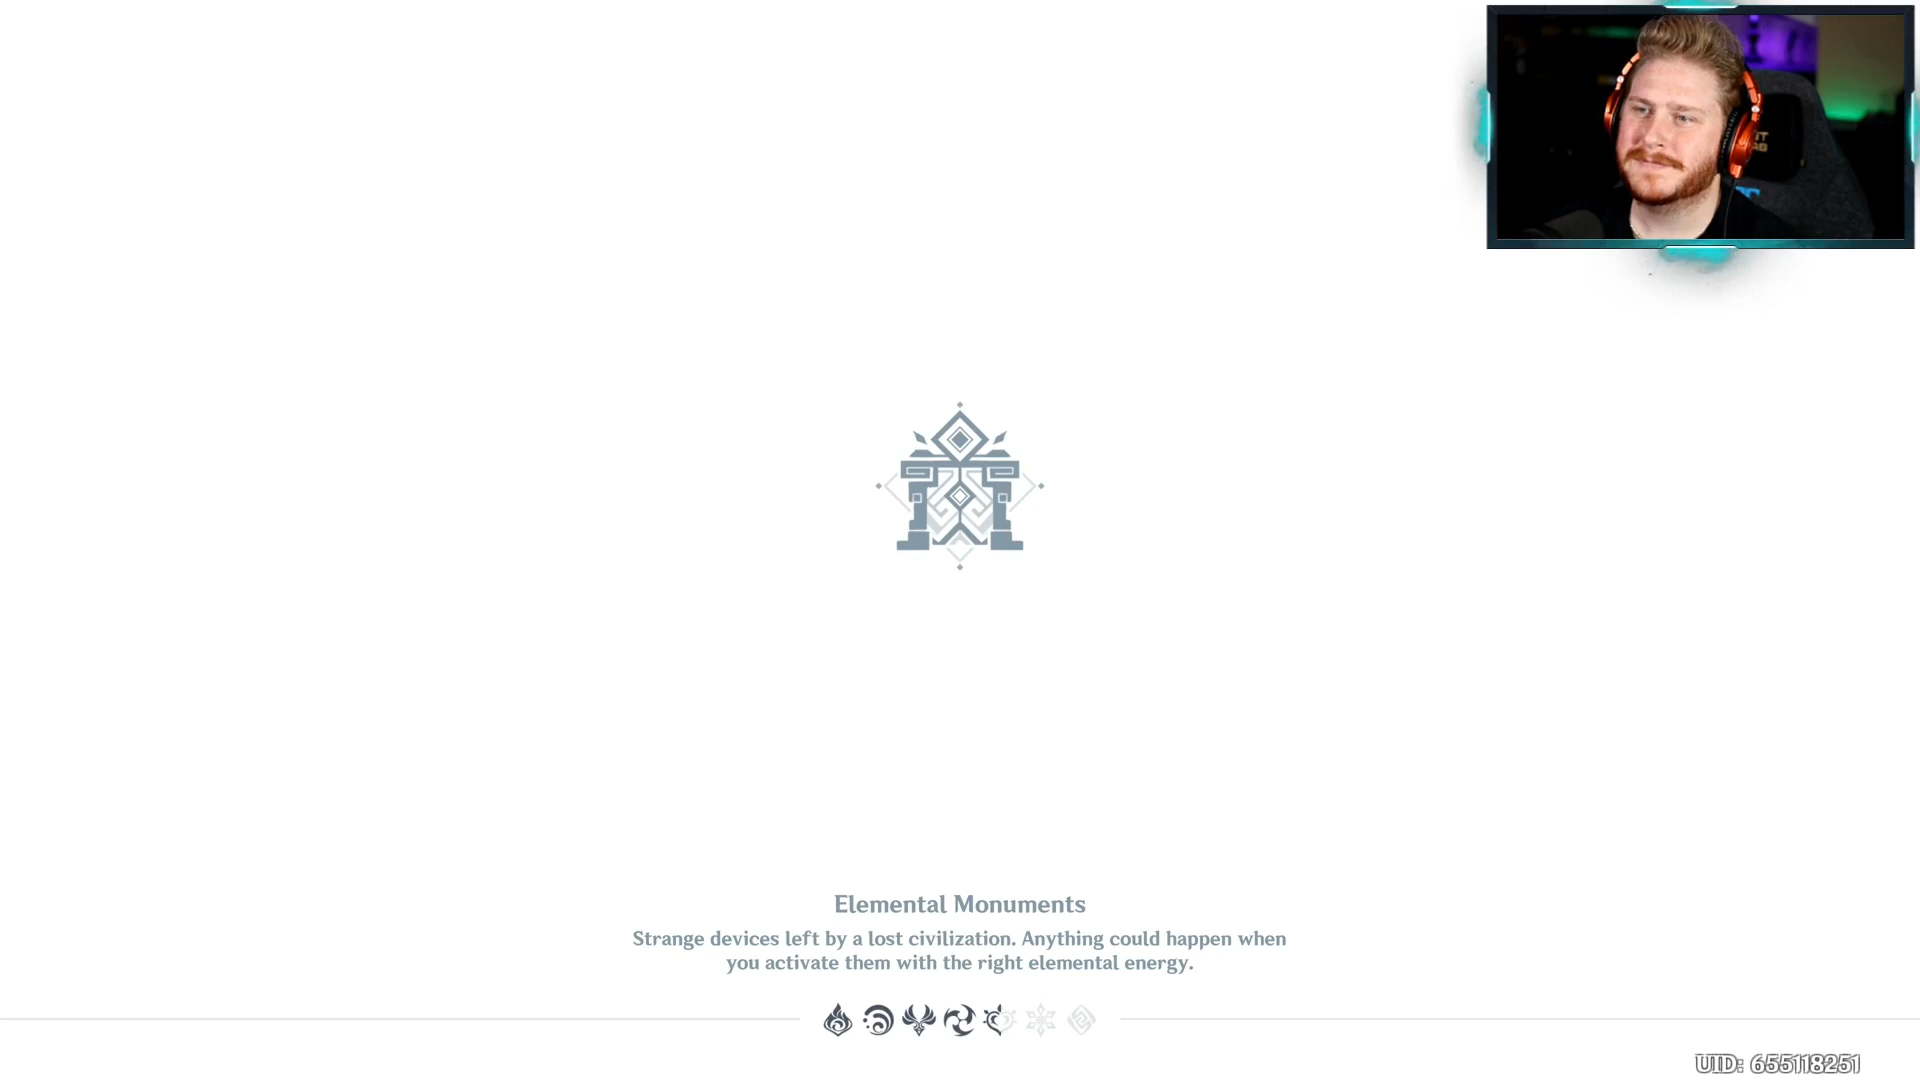 Elemental Monuments
Strange devices left by a lost civilization. Anything could happen when
you activate them with the right elemental energy.
UID: 655118251